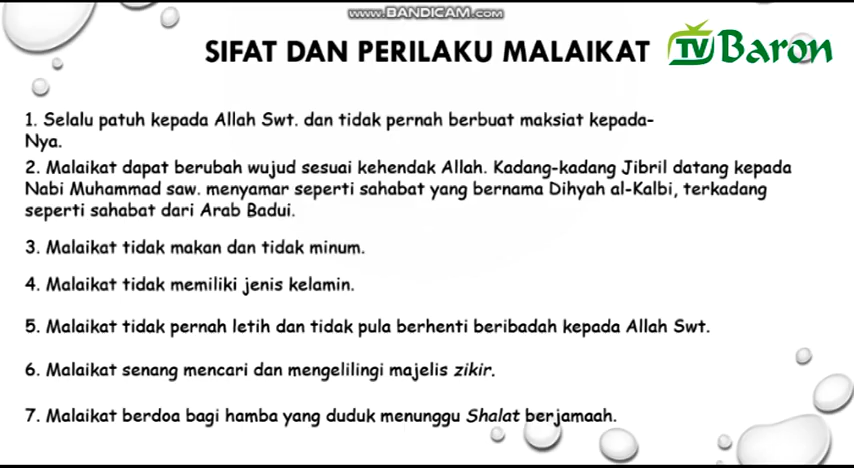 WWW.BANDICAM.COM
SIFAT DAN PERILAKU MALAIKAT
TV Baron
1. Selalu patuh kepada Allah Swt. dan tidak pernah berbuat maksiat kepada-
Nya.
2. Malaikat dapat berubah wujud sesuai kehendak Allah. Kadang-kadang Jibril datang kepada
Nabi Muhammad saw. menyamar seperti sahabat yang bernama Dihyah al-Kalbi, terkadang
seperti sahabat dari Arab Badui.
3. Malaikat tidak makan dan tidak minum.
4. Malaikat tidak memiliki jenis kelamin.
5. Malaikat tidak pernah letih dan tidak pula berhenti beribadah kepada Allah Swt.
6. Malaikat senang mencari dan mengelilingi majelis zikir.
7. Malaikat berdoa bagi hamba yang duduk menunggu Shalat berjamaah.